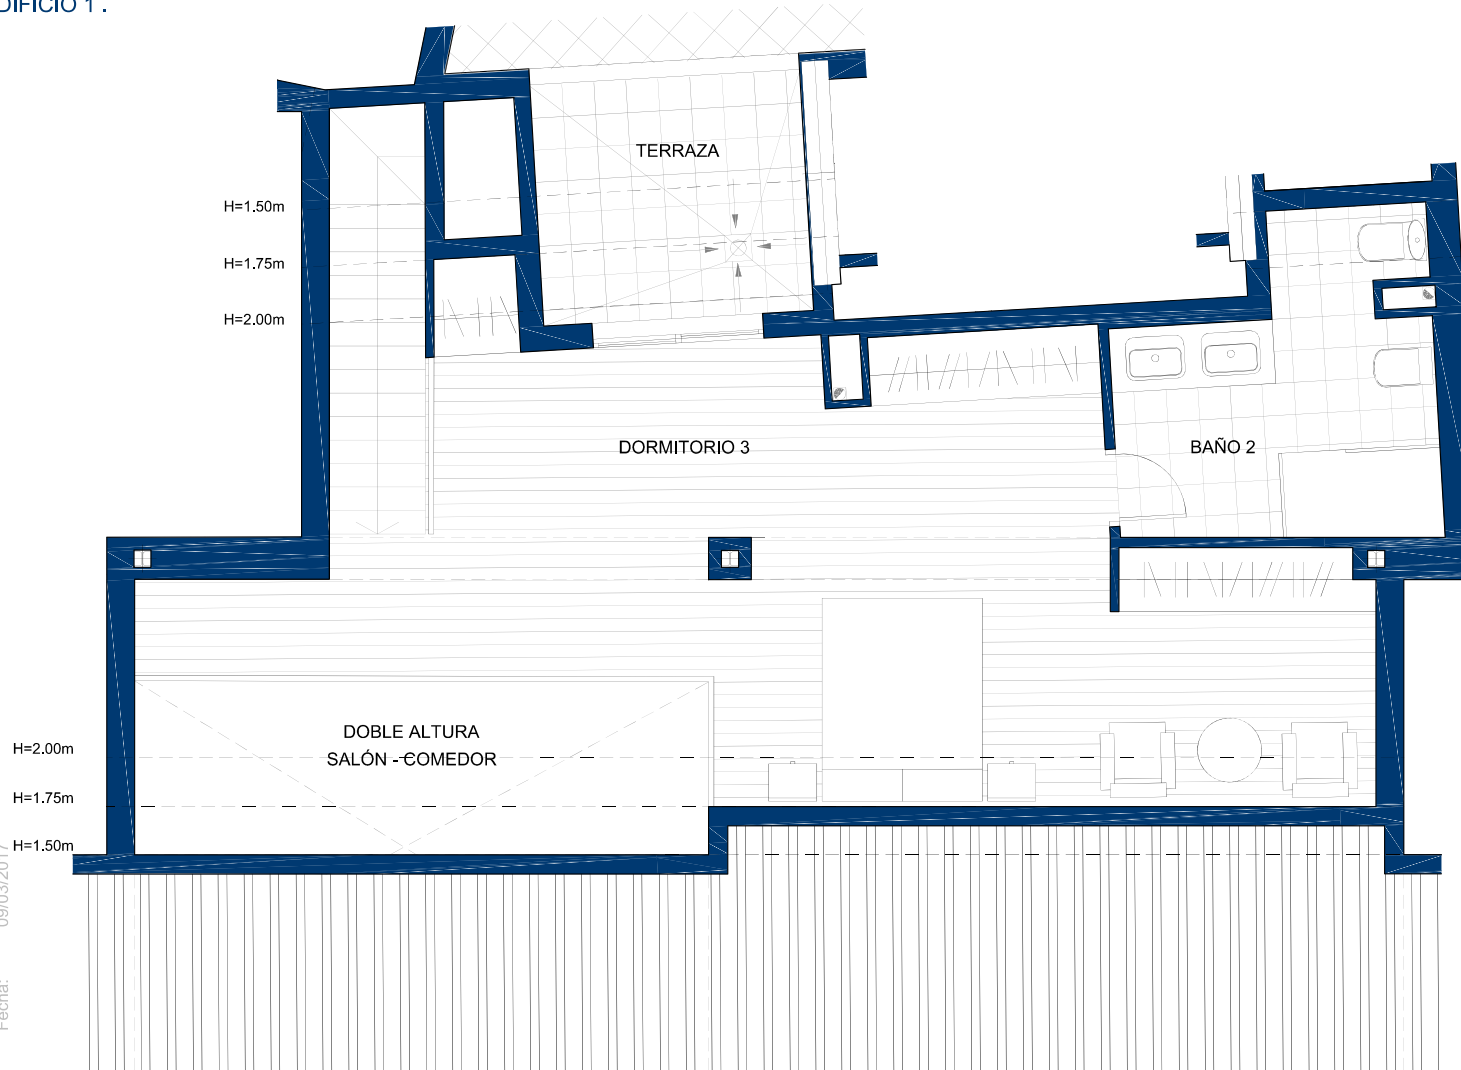 DIFICIO 1 .
TERRAZA
H=1.50m
H=1.75m
H=2.00m
DORMITORIO 3
BAÑO 2
DOBLE ALTURA
SALÓN - COMEDOR
H=2.00m
H=1.75m
H=1.50m
Fecha: 09/03/2017